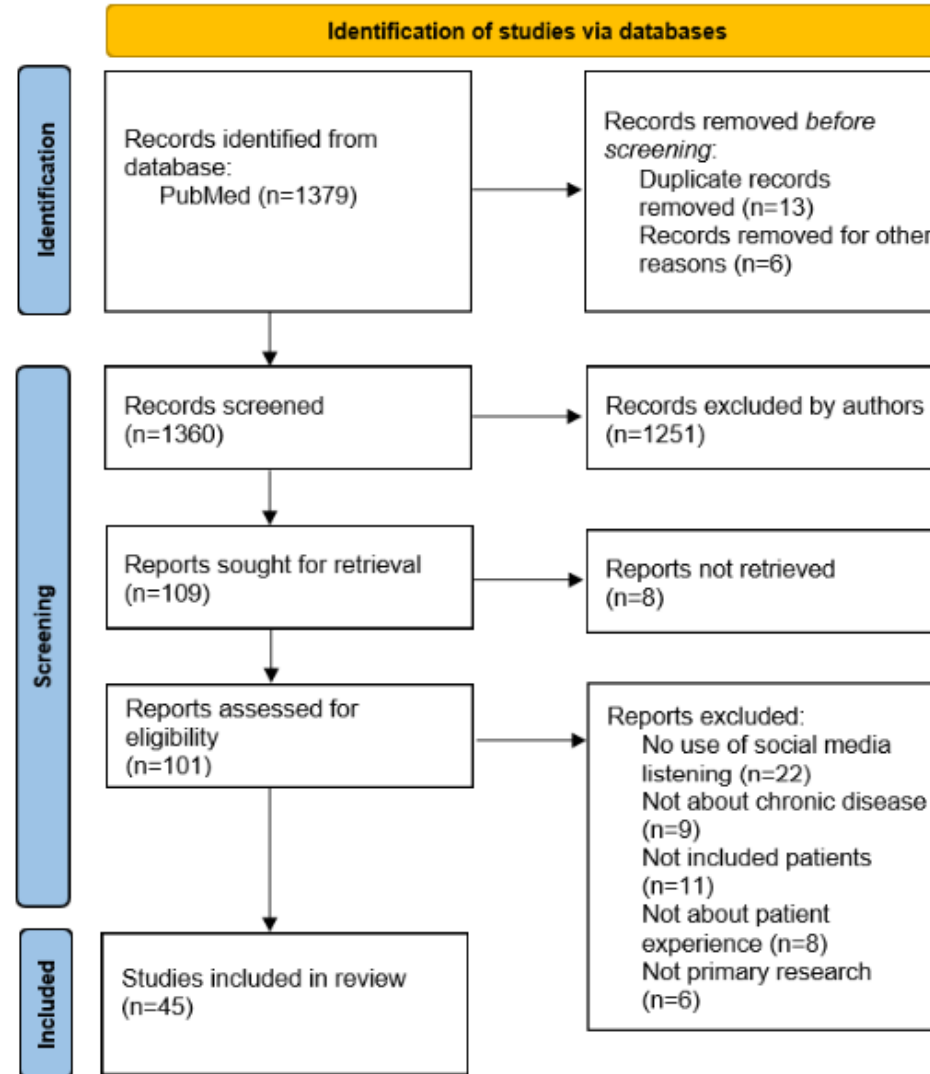 Identification of studies via databases
Identification
Records identified from
database:
PubMed (n=1379)
Records removed before
screening:
Duplicate records
removed (n=13)
Records removed for other
reasons (n=6)
Screening
Records screened
(n=1360)
Records excluded by authors
(n=1251)
Reports sought for retrieval
(n=109)
Reports not retrieved
(n=8)
Reports assessed for
eligibility
(n=101)
Reports excluded:
No use of social media
listening (n=22)
Not about chronic disease
(n=9)
Not included patients
(n=11)
Not about patient
experience (n=8)
Not primary research
(n=6)
Included
Studies included in review
(n=45)